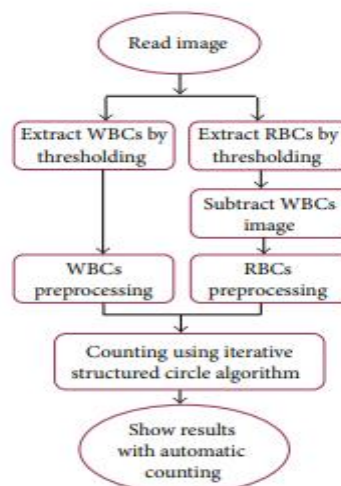 Read image
Extract WBCs by
thresholding
Extract RBCs by
thresholding
Subtract WBCs
image
WBCs
preprocessing
RBCs
preprocessing
Counting using iterative
structured circle algorithm
Show results
with automatic
counting